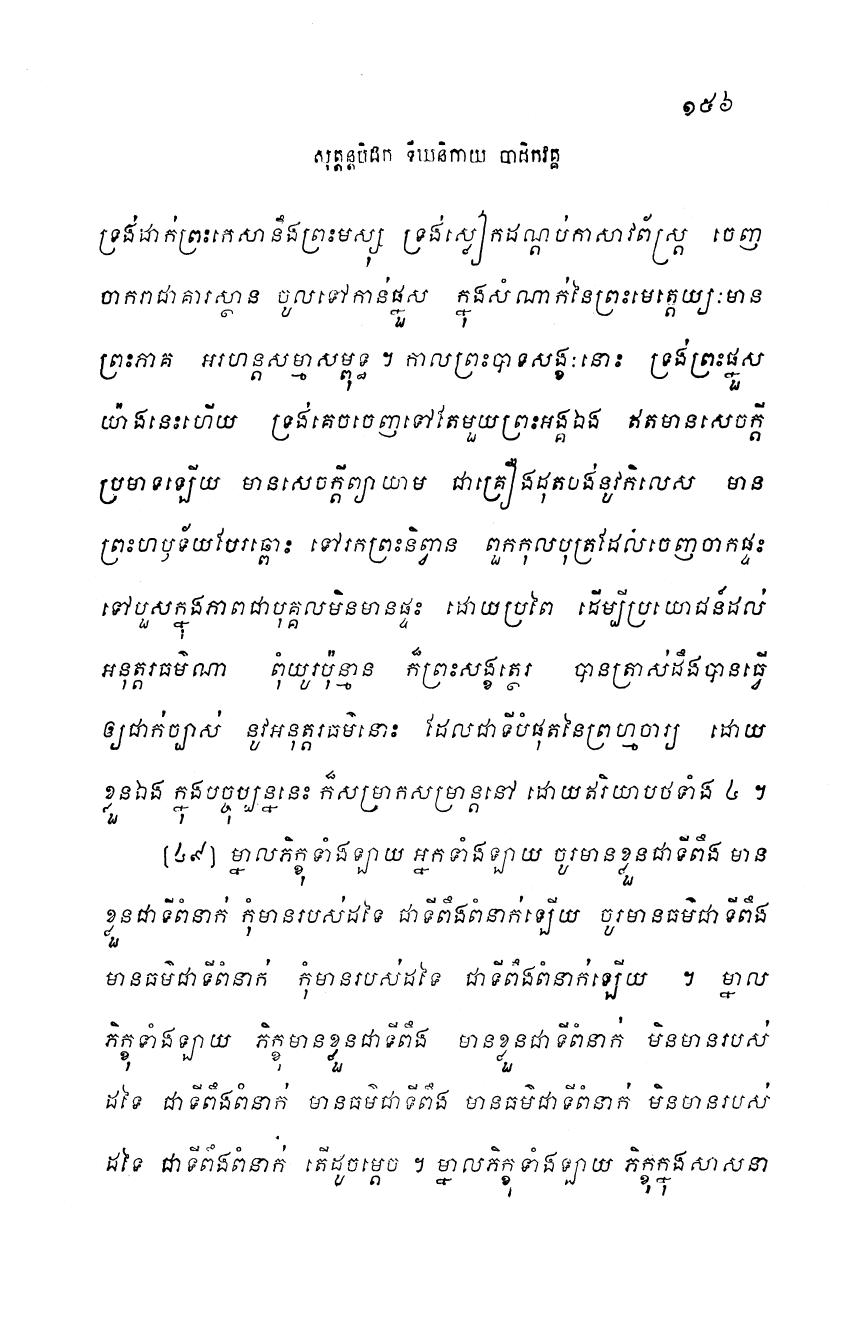 ១៥៦
សុត្តន្តបិដក ទីឃនិកាយ បាដិកវគ្គ
ទ្រង់ដាក់ព្រះកេសានឹងព្រះមស្សុ ទ្រង់ស្លៀកដណ្តប់កាសាវព័ស្ត្រ ចេញ
ចាករាជាគារស្ថាន ចូលទៅកាន់ផ្នួស ក្នុងសំណាក់នៃព្រះមេត្តេយ្យៈមាន
ព្រះភាគ អរហន្តសម្មាសម្ពុទ្ធ ។ កាលព្រះបាទសង្ខៈនោះ ទ្រង់ព្រះផ្នួស
យ៉ាងនេះហើយ ទ្រង់គេចចេញទៅតែមួយព្រះអង្គឯង ឥតមានសេចក្តី
ប្រមាទឡើយ មានសេចក្តីព្យាយាម ជាគ្រឿងដុតបង់នូវកិលេស មាន
ព្រះហឫទ័យបែរឆ្ពោះ ទៅរកព្រះនិព្វាន ពួកកុលបុត្រដែលចេញចាកផ្ទះ
ទៅបួសក្នុងភាពជាបុគ្គលមិនមានផ្ទះ ដោយប្រពៃ ដើម្បីប្រយោជន៍ដល់
អនុត្តរធម៌ណា ពុំយូរប៉ុន្មាន ក៏ព្រះសង្ខត្ថេរ បានត្រាស់ដឹងបានធ្វើ
ឲ្យជាក់ច្បាស់ នូវអនុត្តរធម៌នោះ ដែលជាទីបំផុតនៃព្រហ្មចារ្យ ដោយ
ខ្លួនឯង ក្នុងបច្ចុប្បន្ននេះ ក៏សម្រាកសម្រាន្តនៅ ដោយឥរិយាបថទាំង ៤ ។
(៤៩) ម្នាលភិក្ខុទាំងឡាយ អ្នកទាំងឡាយ ចូរមានខ្លួនជាទីពឹង មាន
ខ្លួនជាទីពំនាក់ កុំមានរបស់ដទៃ ជាទីពឹងពំនាក់ឡើយ ចូរមានធម៌ជាទីពឹង
មានធម៌ជាទីពំនាក់ កុំមានរបស់ដទៃ ជាទីពឹងពំនាក់ឡើយ ។ ម្នាល
ភិក្ខុទាំងឡាយ ភិក្ខុមានខ្លួនជាទីពឹង មានខ្លួនជាទីពំនាក់ មិនមានរបស់
ដទៃ ជាទីពឹងពំនាក់ មានធម៌ជាទីពឹង មានធម៌ជាទីពំនាក់ មិនមានរបស់
ដទៃ ជាទីពឹងពំនាក់ តើដូចម្តេច ។ ម្នាលភិក្ខុទាំងឡាយ ភិក្ខុក្នុងសាសនា